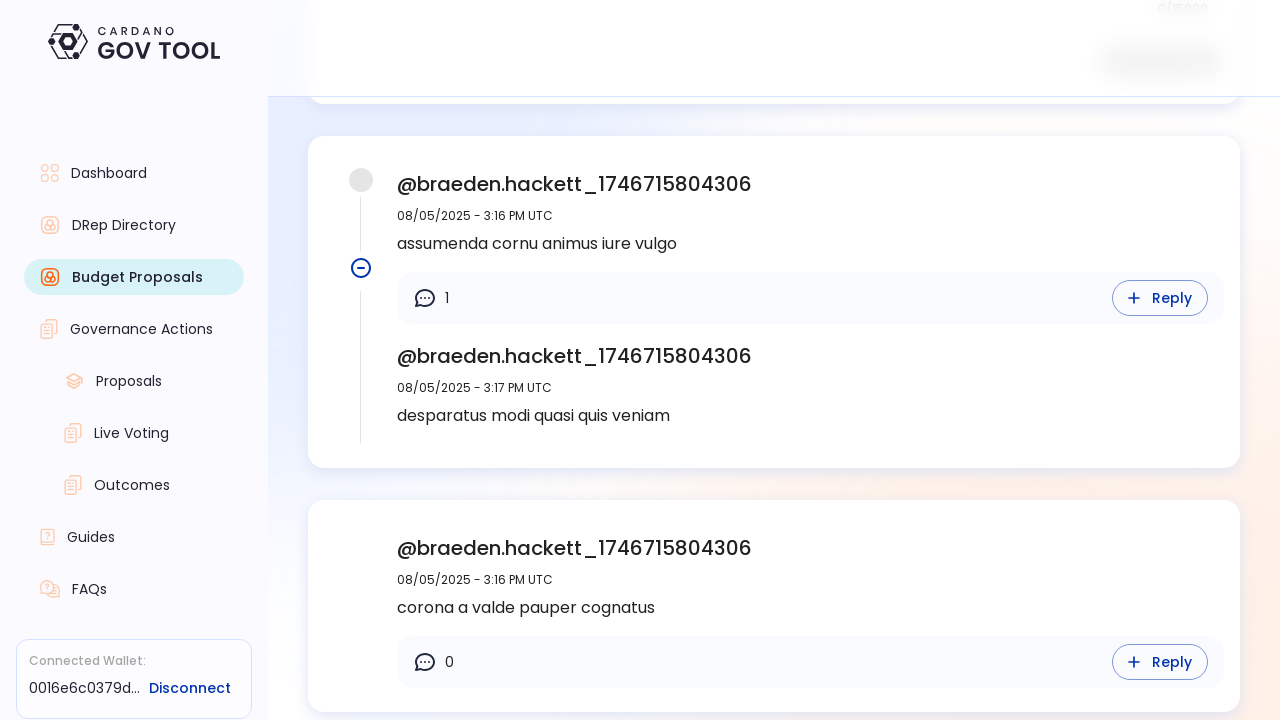 CARDANO
GOV TOOL
0/15000
Dashboard
DRep Directory
Budget Proposals
Governance Actions
Proposals
Live Voting
Outcomes
Guides
FAQs
Connected Wallet:
0016e6c0379d... Disconnect
@braeden.hackett_1746715804306
08/05/2025 - 3:16 PM UTC
assumenda cornu animus iure vulgo
1
Reply
@braeden.hackett_1746715804306
08/05/2025 - 3:17 PM UTC
desparatus modi quasi quis veniam
@braeden.hackett_1746715804306
08/05/2025 - 3:16 PM UTC
corona a valde pauper cognatus
0
Reply